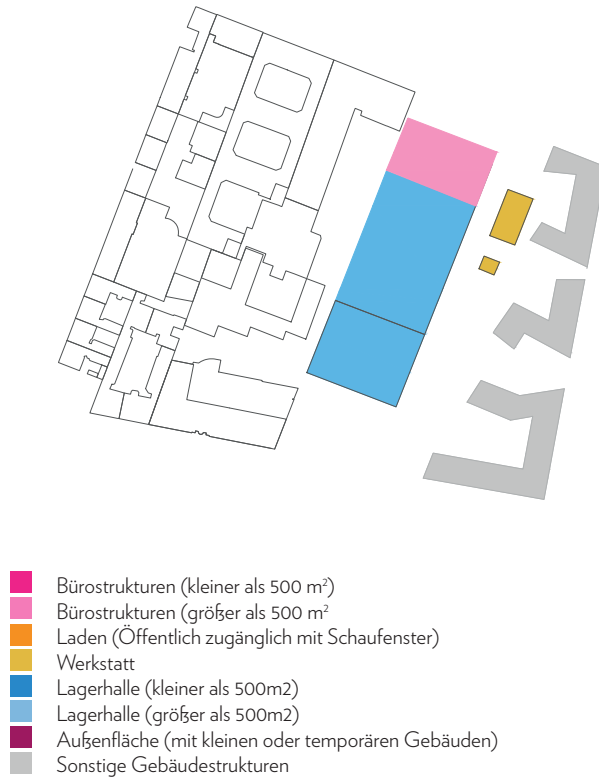 Bürostrukturen (kleiner als 500 m²)
Bürostrukturen (größer als 500 m²
Laden (Öffentlich zugänglich mit Schaufenster)
Werkstatt
Lagerhalle (kleiner als 500m2)
Lagerhalle (größer als 500m2)
Außenfläche (mit kleinen oder temporären Gebäuden)
Sonstige Gebäudestrukturen